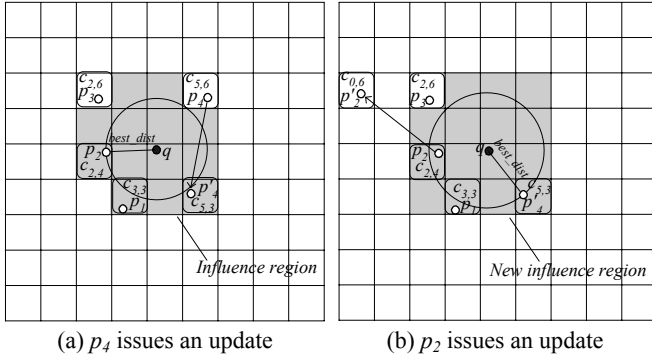 c2,6
p3
c5,6
p4
best_dist
p2
q
c2,4
c3,3
p1
p'4
c5,3
Influence region
(a) p4 issues an update
c0,6
p'2
c2,6
p3
p2
q
best_dist
c2,4
c3,3
p1
c5,3
p'4
New influence region
(b) p2 issues an update